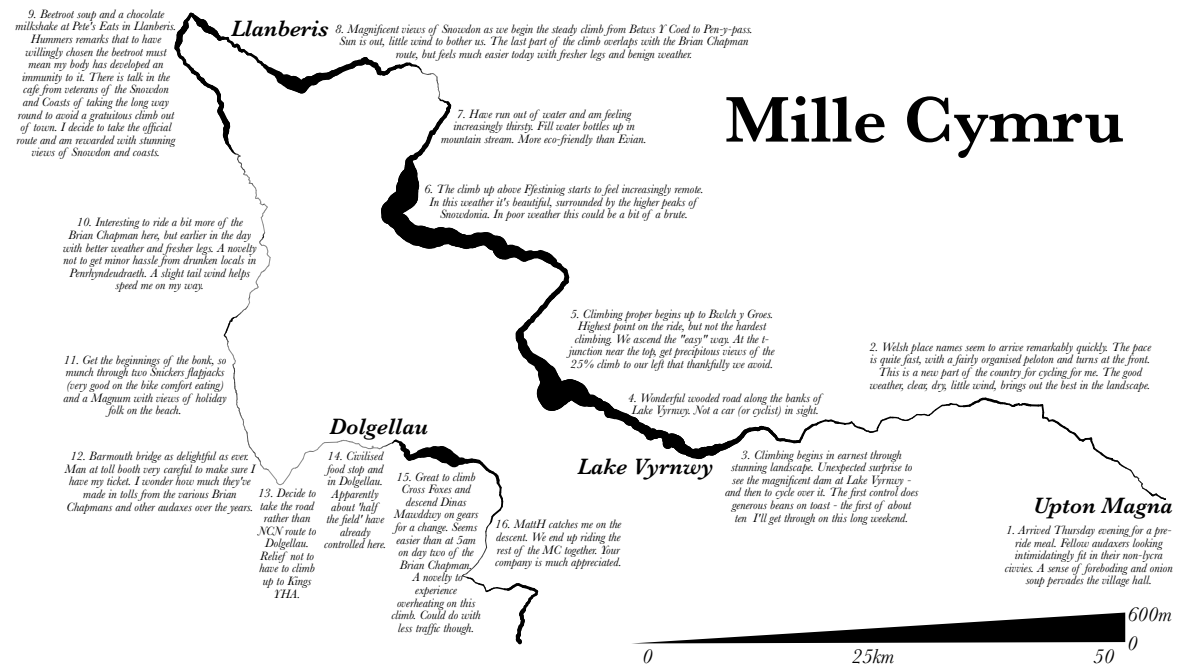 Mille Cymru
Upton Magna
1. Arrived Thursday evening for a pre-
ride meal. Fellow audaxers looking
intimidatingly fit in their non-lycra
civvies. A sense of foreboding and onion
soup pervades the village hall.
2. Welsh place names seem to arrive remarkably quickly. The pace
is quite fast, with a fairly organised peloton and turns at the front.
This is a new part of the country for cycling for me. The good
weather, clear, dry, little wind, brings out the best in the landscape.
3. Climbing begins in earnest through
stunning landscape. Unexpected surprise to
see the magnificent dam at Lake Vyrnwy -
and then to cycle over it. The first control does
generous beans on toast - the first of about
ten I'll get through on this long weekend.
Lake Vyrnwy
4. Wonderful wooded road along the banks of
Lake Vyrnwy. Not a car (or cyclist) in sight.
5. Climbing proper begins up to Bwlch y Groes.
Highest point on the ride, but not the hardest
climbing. We ascend the "easy" way. At the t-
junction near the top, get precipitous views of the
25% climb to our left that thankfully we avoid.
6. The climb up above Ffestiniog starts to feel increasingly remote.
In this weather it's beautiful, surrounded by the higher peaks of
Snowdonia. In poor weather this could be a bit of a brute.
7. Have run out of water and am feeling
increasingly thirsty. Fill water bottles up in
mountain stream. More eco-friendly than Evian.
8. Magnificent views of Snowdon as we begin the steady climb from Betws Y Coed to Pen-y-pass.
Sun is out, little wind to bother us. The last part of the climb overlaps with the Brian Chapman
route, but feels much easier today with fresher legs and benign weather.
Llanberis
9. Beetroot soup and a chocolate
milkshake at Pete's Eats in Llanberis.
Hummers remarks that to have
willingly chosen the beetroot must
mean my body has developed an
immunity to it. There is talk in the
cafe from veterans of the Snowdon
and Coasts of taking the long way
round to avoid a gratuitous climb out
of town. I decide to take the official
route and am rewarded with stunning
views of Snowdon and coasts.
10. Interesting to ride a bit more of the
Brian Chapman here, but earlier in the day
with better weather and fresher legs. A novelty
not to get minor hassle from drunken locals in
Penrhyndeudraeth. A slight tail wind helps
speed me on my way.
11. Get the beginnings of the bonk, so
munch through two Snickers flapjacks
(very good on the bike comfort eating)
and a Magnum with views of holiday
folk on the beach.
12. Barmouth bridge as delightful as ever.
Man at toll booth very careful to make sure I
have my ticket. I wonder how much they've
made in tolls from the various Brian
Chapmans and other audaxes over the years.
13. Decide to
take the road
rather than
NCN route to
Dolgellau.
Relief not to
have to climb
up to Kings
YHA.
Dolgellau
14. Civilised
food stop and
in Dolgellau.
Apparently
about 'half
the field' have
already
controlled here.
15. Great to climb
Cross Foxes and
descend Dinas
Mawddwy on gears
for a change. Seems
easier than at 5am
on day two of the
Brian Chapman.
A novelty to
experience
overheating on this
climb. Could do with
less traffic though.
16. MattH catches me on the
descent. We end up riding the
rest of the MC together. Your
company is much appreciated.
600m
0
0 25km 50